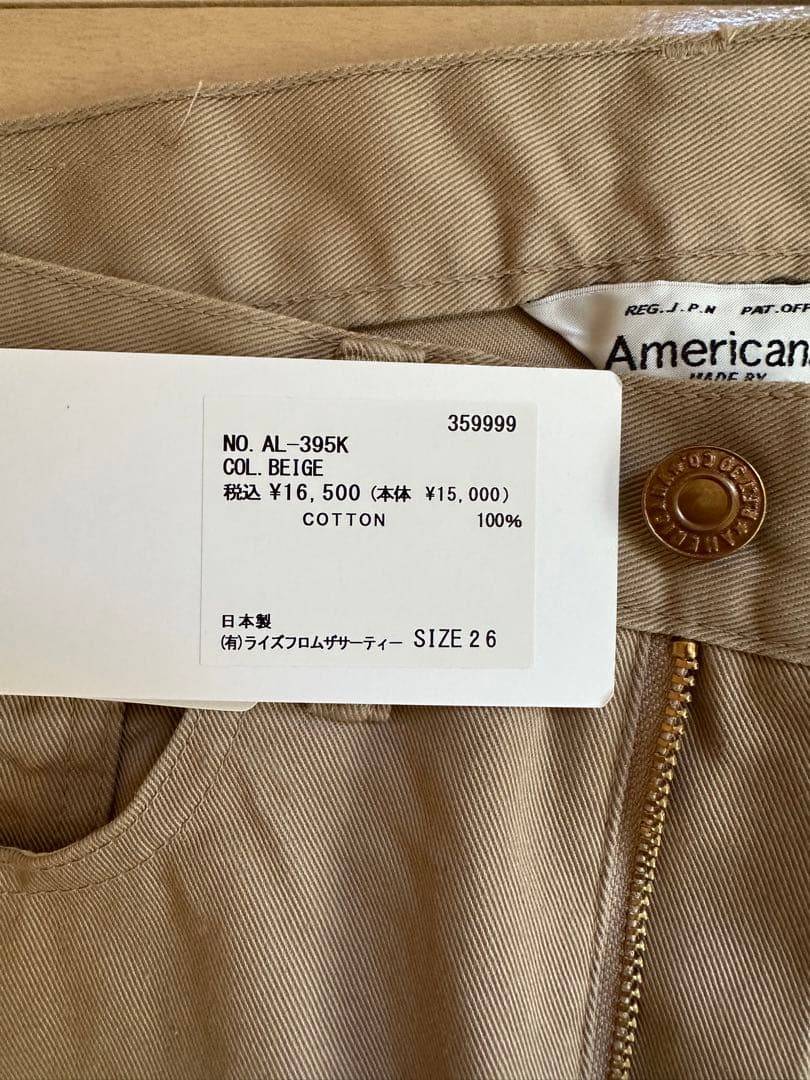 REG.J.P.N PAT.OFF
American
MADE BY
359999
NO. AL-395K
COL. BEIGE
税込 ¥16,500 (本体 ¥15,000)
COTTON 100%
日本製
(有)ライズフロムザサーティー SIZE 26